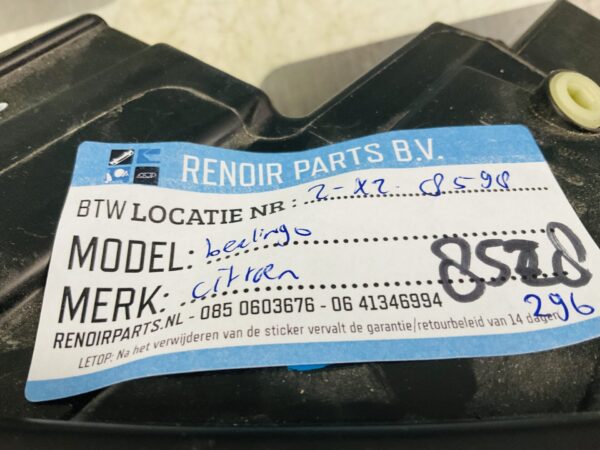 RENOIR PARTS B.V.
BTW LOCATIE NR: 2-X2-8598
MODEL: berlingo
MERK: citroen
8528
RENOIRPARTS.NL - 085 0603676 - 06 41346994
296
LETOP: Na het verwijderen van de sticker vervalt de garantie/retourbeleid van 14 dagen